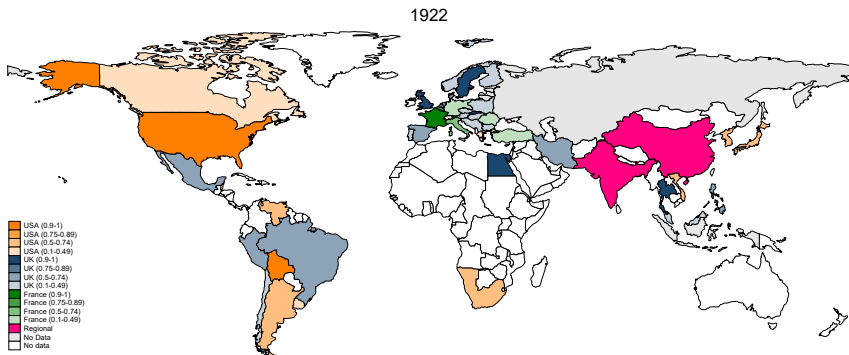 1922
USA (0.9-1)
USA (0.75-0.89)
USA (0.5-0.74)
USA (0.1-0.49)
UK (0.9-1)
UK (0.75-0.89)
UK (0.5-0.74)
UK (0.1-0.49)
France (0.9-1)
France (0.75-0.89)
France (0.5-0.74)
France (0.1-0.49)
Regional
No Data
No data